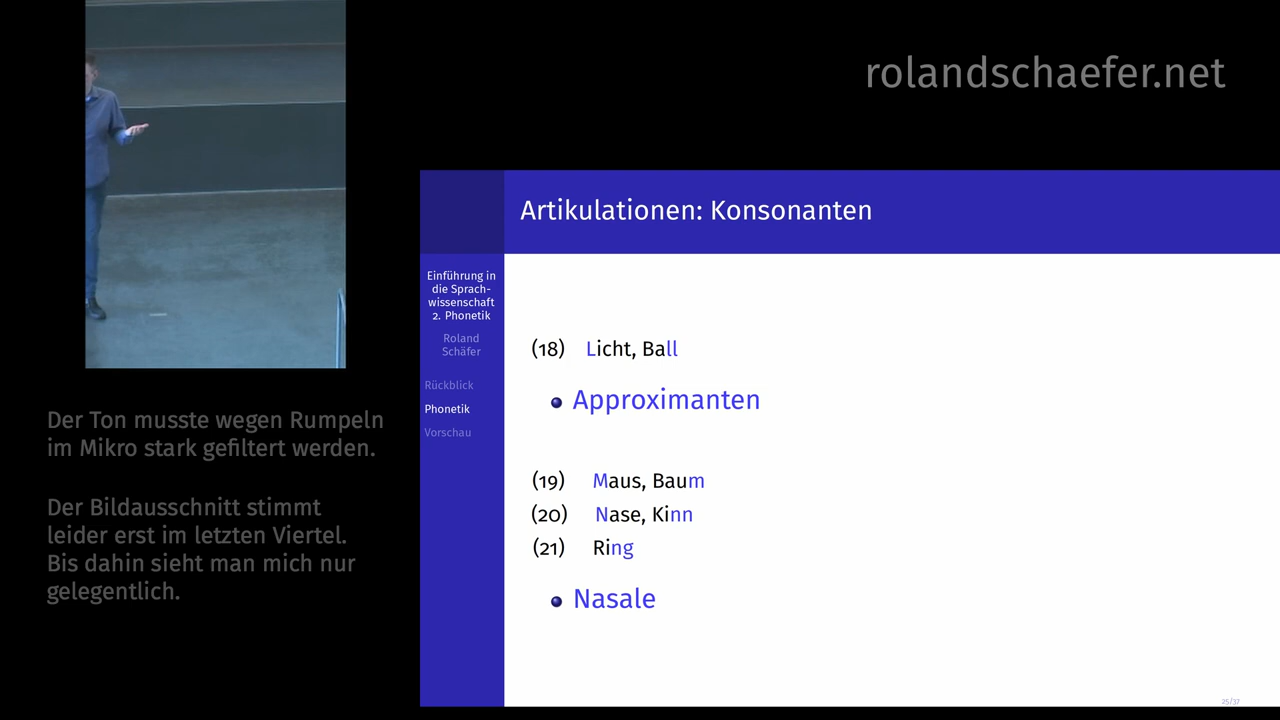 rolandschaefer.net
Artikulationen: Konsonanten
Einführung in
die Sprach-
wissenschaft
2. Phonetik
Roland
Schäfer
Rückblick
Phonetik
Vorschau
(18) Licht, Ball
Approximanten
(19) Maus, Baum
(20) Nase, Kinn
(21) Ring
Nasale
25/37
Der Ton musste wegen Rumpeln
im Mikro stark gefiltert werden.
Der Bildausschnitt stimmt
leider erst im letzten Viertel.
Bis dahin sieht man mich nur
gelegentlich.